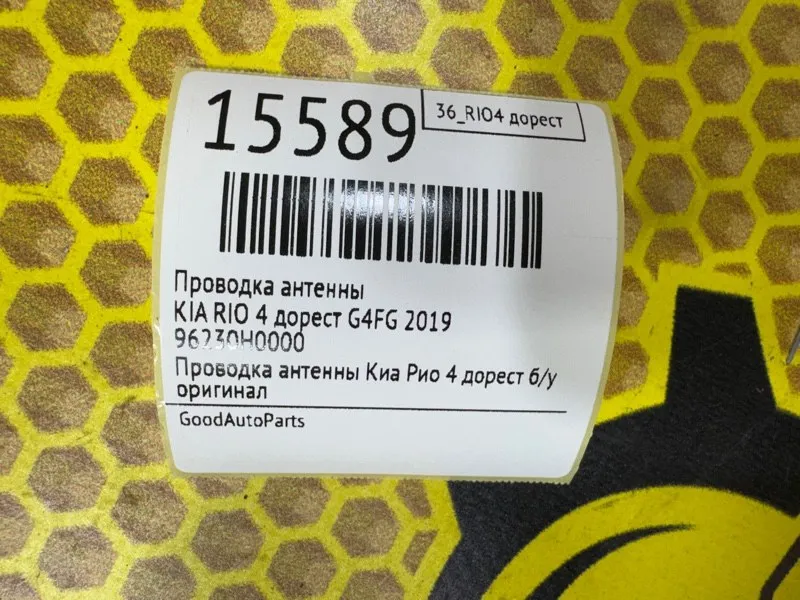 15589
36_RIO4 дорест
Проводка антенны
KIA RIO 4 дорест G4FG 2019
96230H0000
Проводка антенны Киа Рио 4 дорест б/у
оригинал
GoodAutoParts